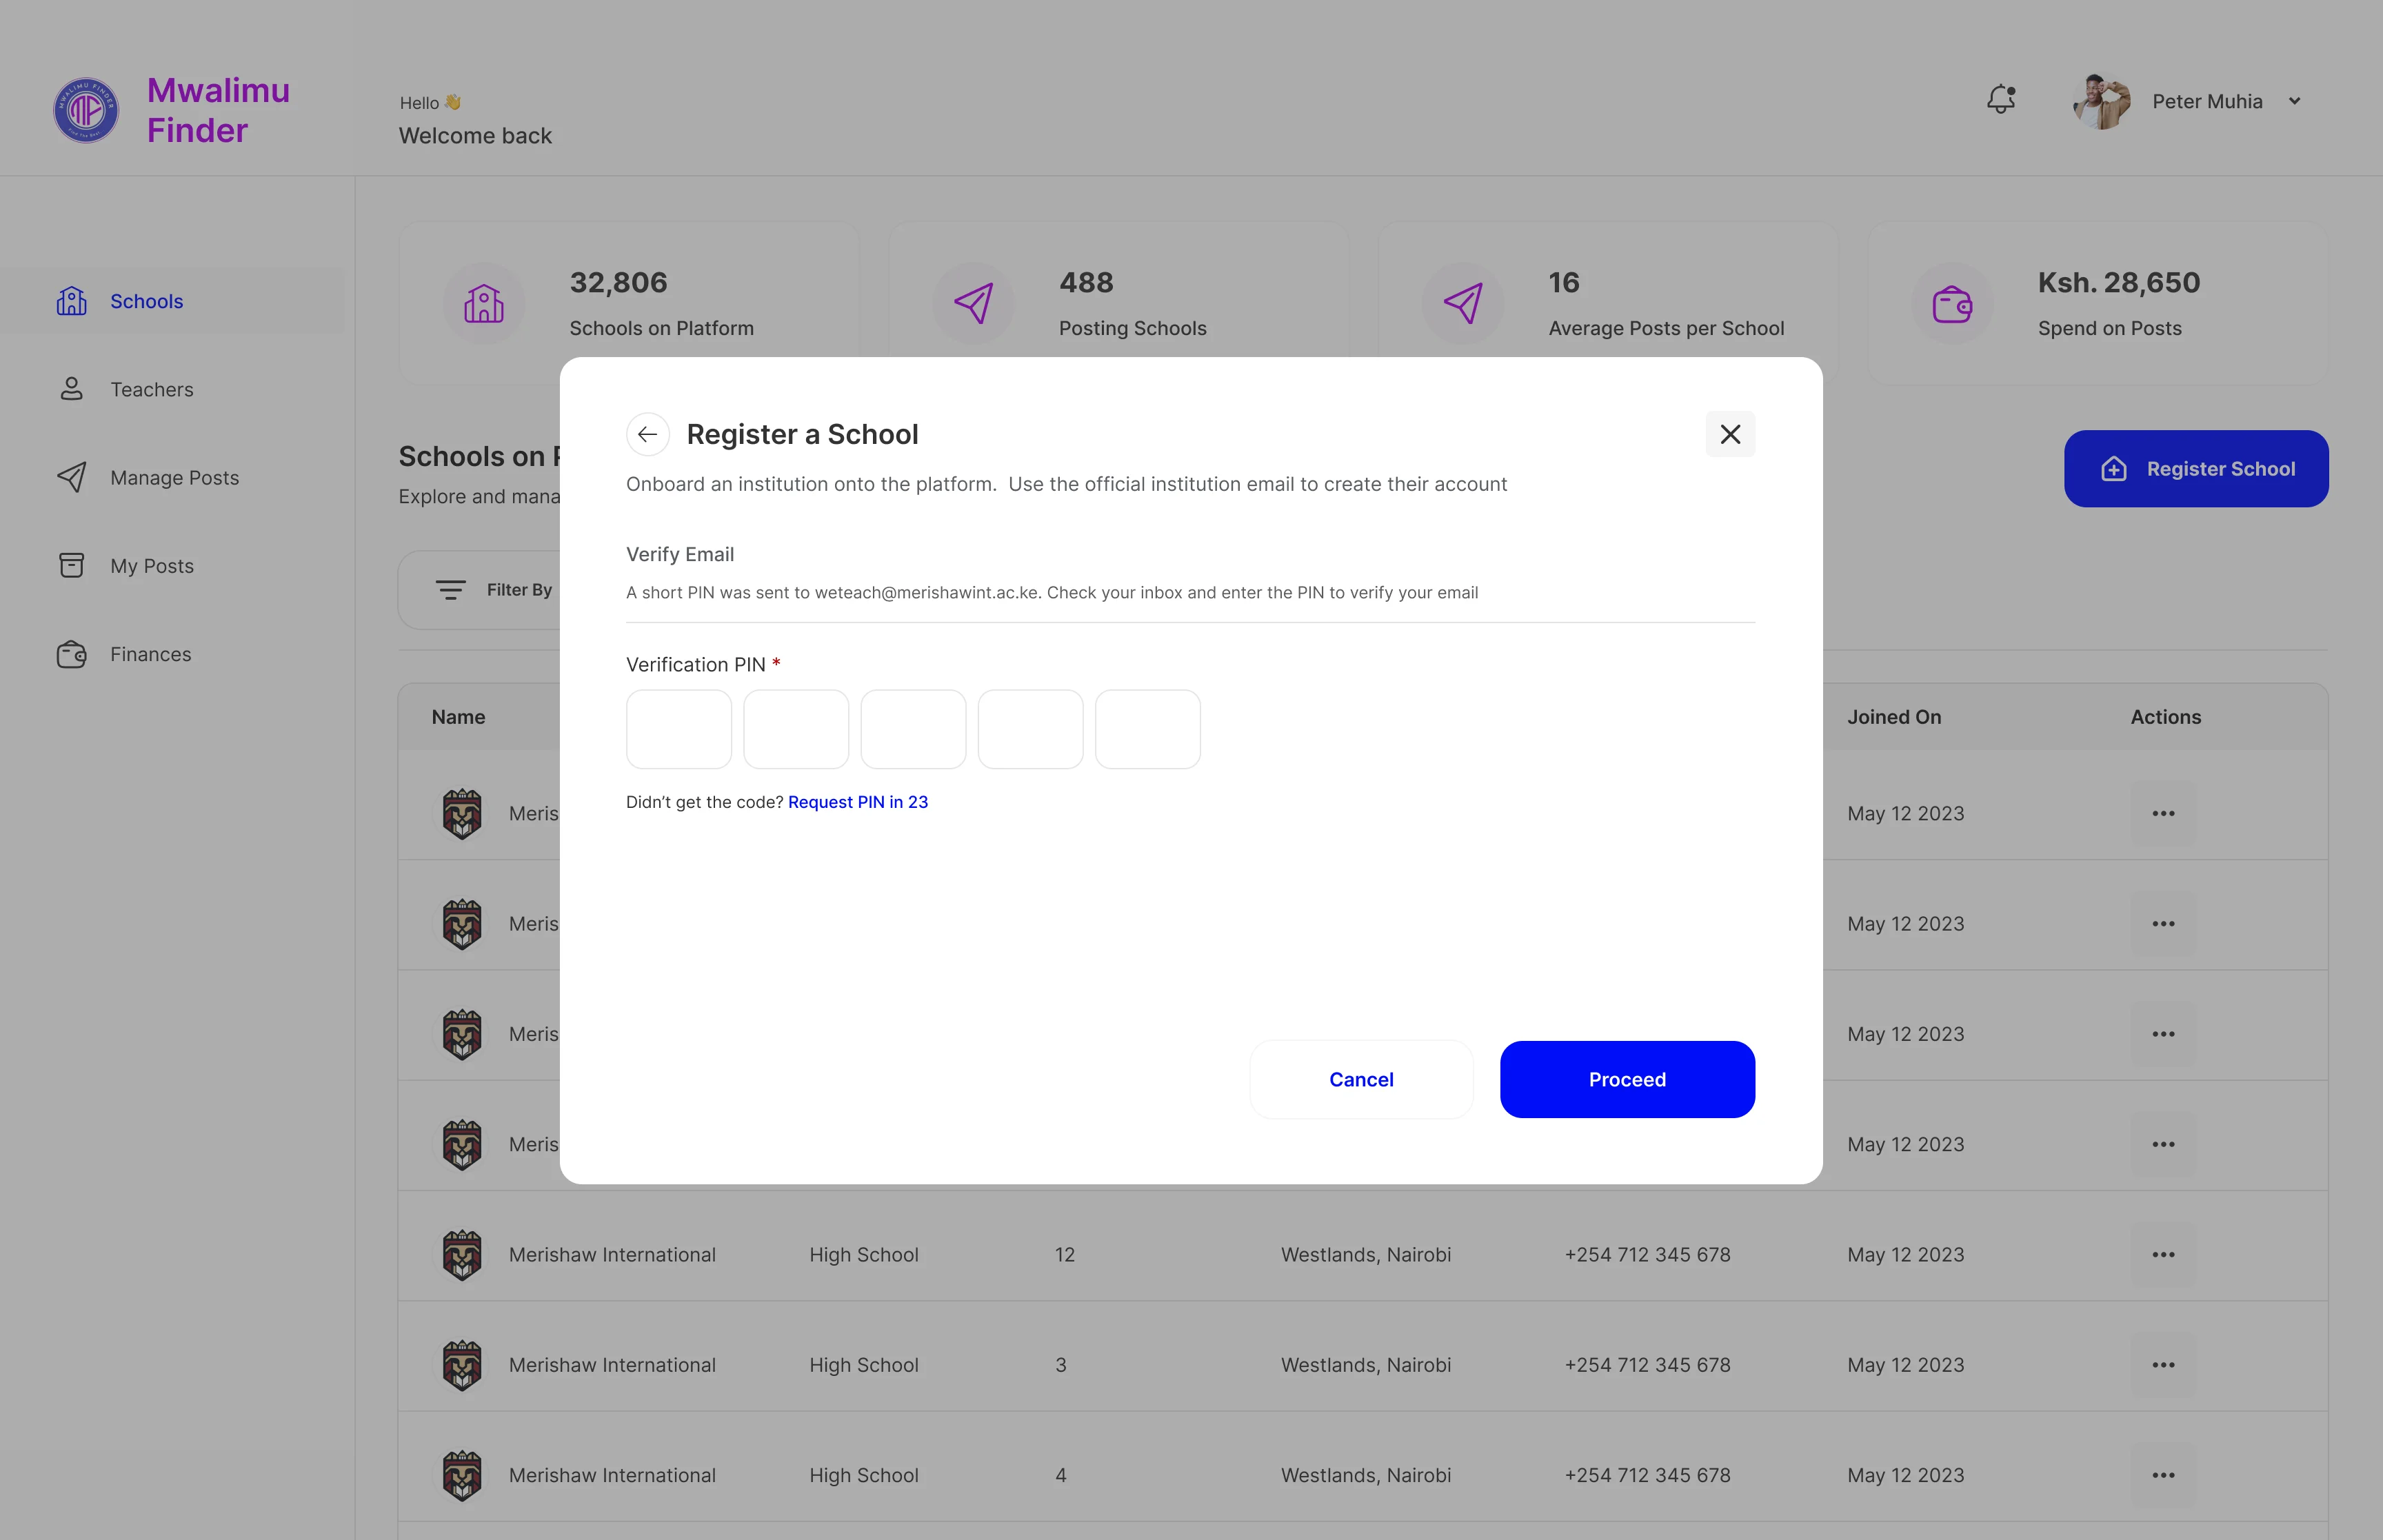 Mwalimu
Finder
Hello 👋
Welcome back
Peter Muhia
Schools
Teachers
Manage Posts
My Posts
Finances
32,806
Schools on Platform
488
Posting Schools
16
Average Posts per School
Ksh. 28,650
Spend on Posts
Schools on
Explore and mana
Register School
Filter By
Register a School
Onboard an institution onto the platform. Use the official institution email to create their account
Verify Email
A short PIN was sent to weteach@merishawint.ac.ke. Check your inbox and enter the PIN to verify your email
Verification PIN *
Didn’t get the code? Request PIN in 23
Cancel
Proceed
Name Joined On Actions
Meris May 12 2023
Meris May 12 2023
Meris May 12 2023
Meris May 12 2023
Merishaw International High School 12 Westlands, Nairobi +254 712 345 678 May 12 2023
Merishaw International High School 3 Westlands, Nairobi +254 712 345 678 May 12 2023
Merishaw International High School 4 Westlands, Nairobi +254 712 345 678 May 12 2023